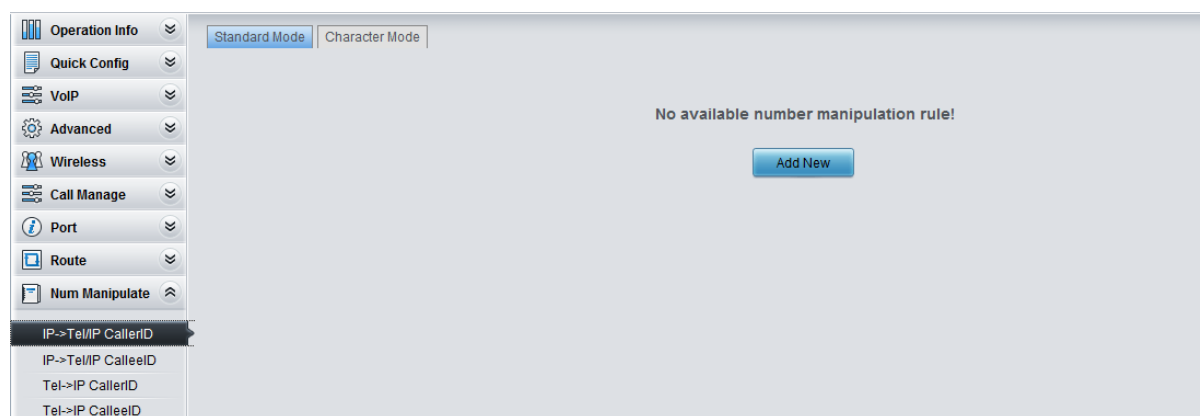 Operation Info
Quick Config
VoIP
Advanced
Wireless
Call Manage
Port
Route
Num Manipulate
IP->Tel/IP CallerID
IP->Tel/IP CalleeID
Tel->IP CallerID
Tel->IP CalleeID
Standard Mode
Character Mode
No available number manipulation rule!
Add New